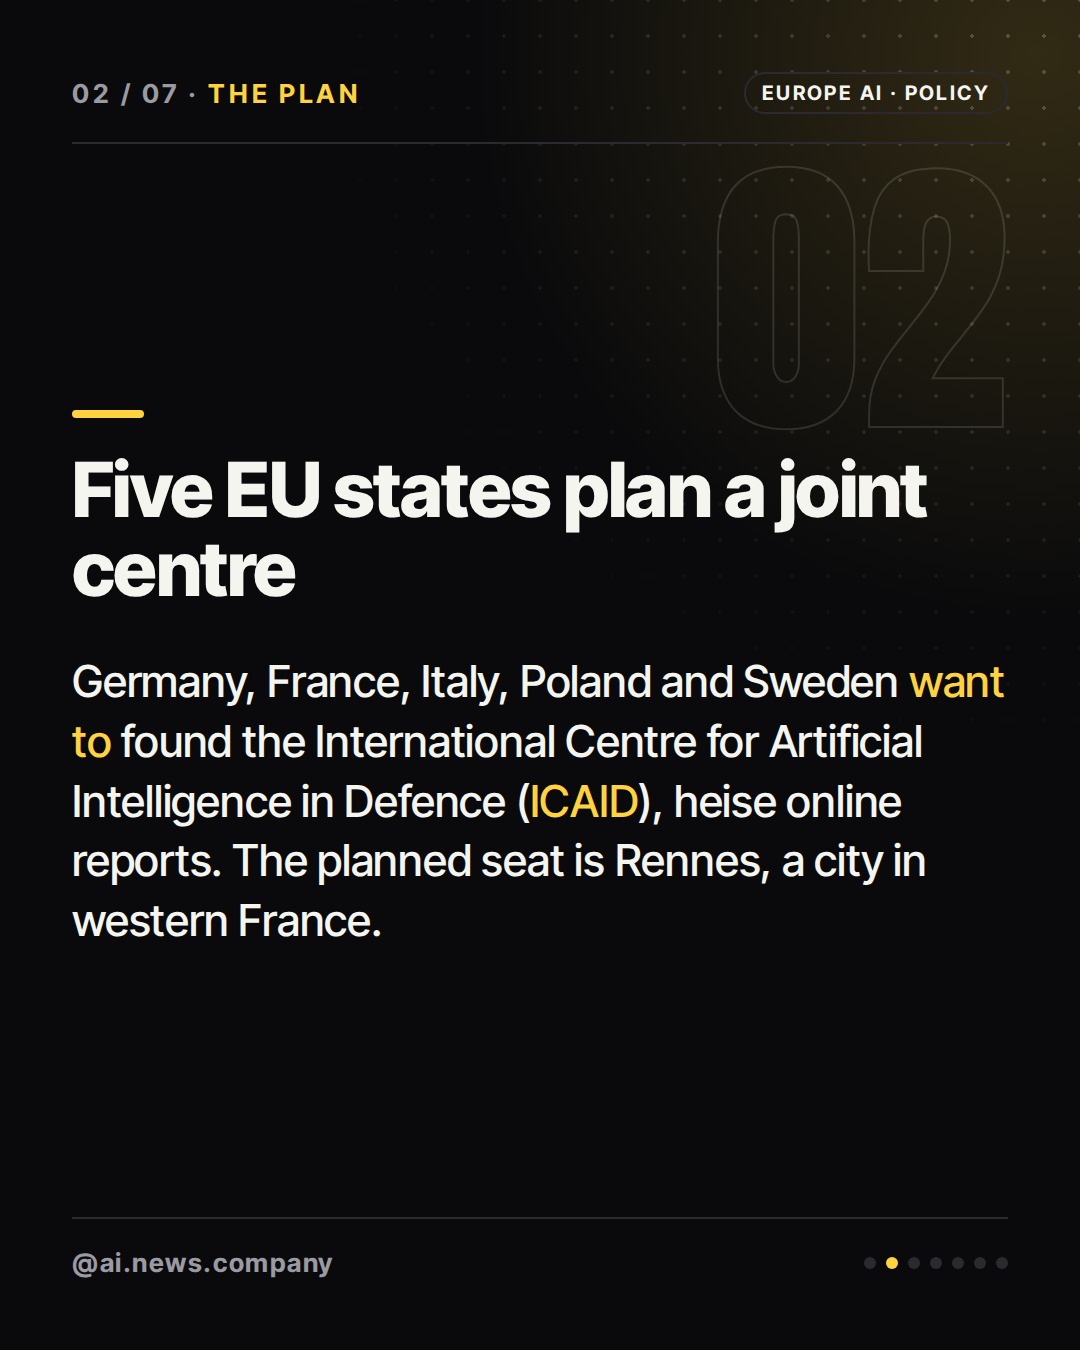 02 / 07 · THE PLAN
EUROPE AI · POLICY
02
Five EU states plan a joint
centre
Germany, France, Italy, Poland and Sweden want
to found the International Centre for Artificial
Intelligence in Defence (ICAID), heise online
reports. The planned seat is Rennes, a city in
western France.
@ai.news.company